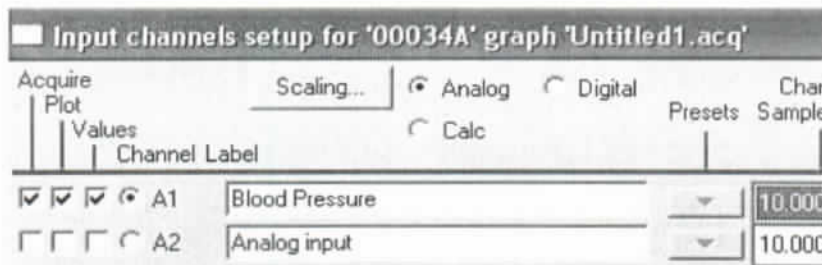 Input channels setup for '00034A' graph 'Untitled1.acq'
Acquire Scaling... Analog Digital
Plot Presets Sample
Values Calc
Channel Label
A1 Blood Pressure 10.000
A2 Analog input 10.000